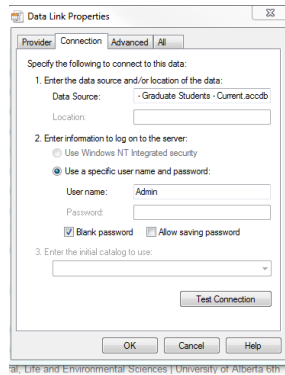 Data Link Properties
Provider Connection Advanced All
Specify the following to connect to this data:
1. Enter the data source and/or location of the data:
Data Source: - Graduate Students - Current.accdb
Location:
2. Enter information to log on to the server:
Use Windows NT Integrated security
Use a specific user name and password:
User name: Admin
Password:
Blank password Allow saving password
3. Enter the initial catalog to use:
Test Connection
OK Cancel Help
ral, Life and Environmental Sciences | University of Alberta 6th